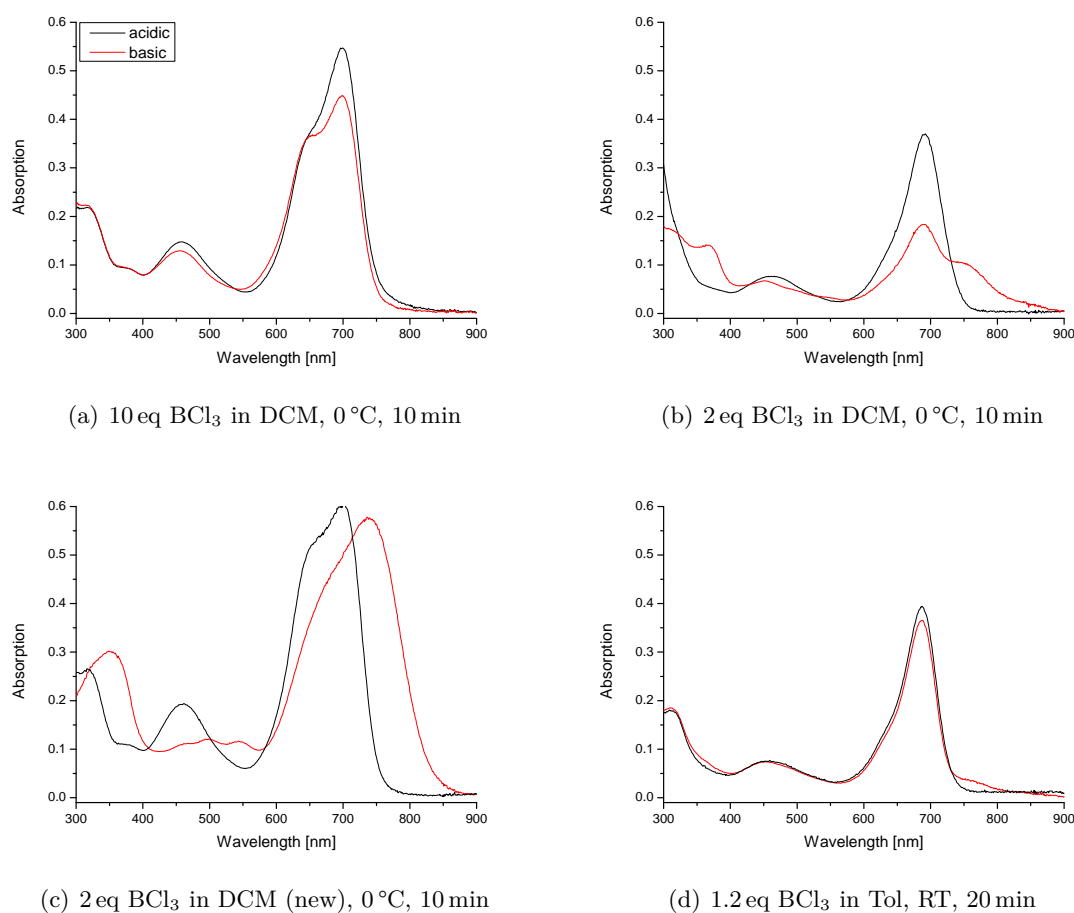 acidic
basic
0.6
0.5
0.4
0.3
0.2
0.1
0.0
Absorption
300 400 500 600 700 800 900
Wavelength [nm]
(a) 10 eq BCl₃ in DCM, 0 °C, 10 min
0.6
0.5
0.4
0.3
0.2
0.1
0.0
Absorption
300 400 500 600 700 800 900
Wavelength [nm]
(b) 2 eq BCl₃ in DCM, 0 °C, 10 min
0.6
0.5
0.4
0.3
0.2
0.1
0.0
Absorption
300 400 500 600 700 800 900
Wavelength [nm]
(c) 2 eq BCl₃ in DCM (new), 0 °C, 10 min
0.6
0.5
0.4
0.3
0.2
0.1
0.0
Absorption
300 400 500 600 700 800 900
Wavelength [nm]
(d) 1.2 eq BCl₃ in Tol, RT, 20 min